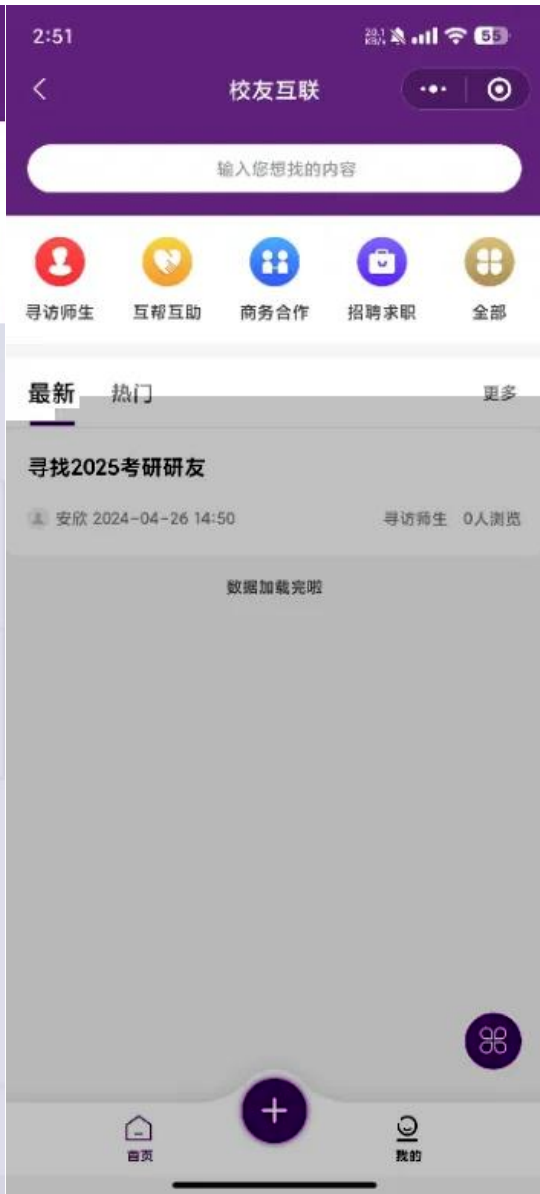 2:51
55
校友互联
输入您想找的内容
寻访师生 互帮互助 商务合作 招聘求职 全部
最新 热门 更多
寻找2025考研研友
安欣 2024-04-26 14:50 寻访师生 0人浏览
数据加载完啦
首页 我的